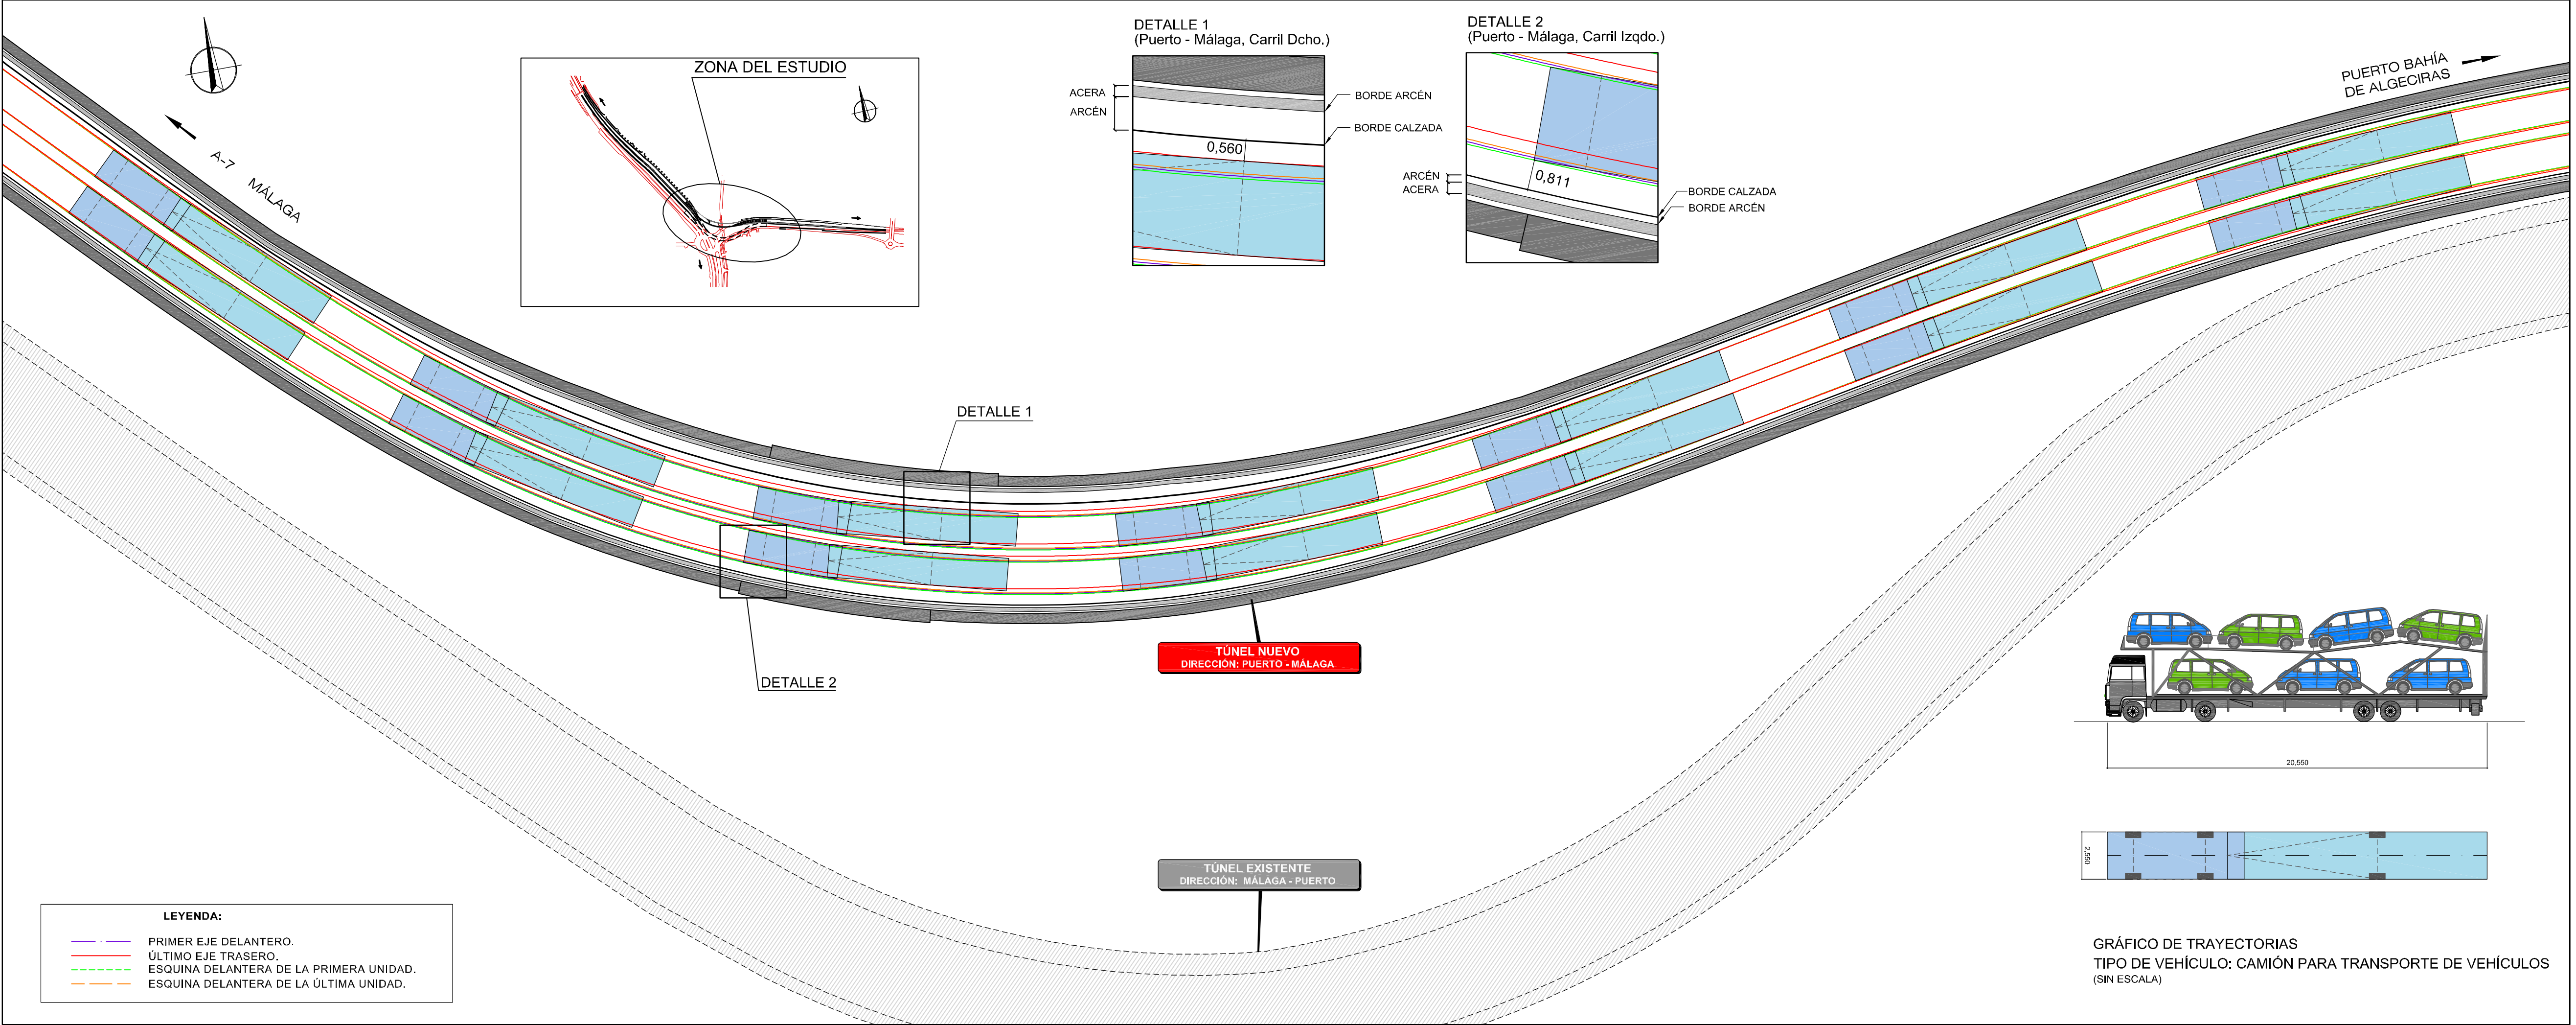 DETALLE 1
(Puerto - Málaga, Carril Dcho.)
DETALLE 2
(Puerto - Málaga, Carril Izqdo.)
ZONA DEL ESTUDIO
PUERTO BAHÍA
DE ALGECIRAS
ACERA
ARCÉN
BORDE ARCÉN
BORDE CALZADA
0,560
ARCÉN
ACERA
0,811
BORDE CALZADA
BORDE ARCÉN
A-7 MÁLAGA
DETALLE 1
DETALLE 2
TÚNEL NUEVO
DIRECCIÓN: PUERTO - MÁLAGA
TÚNEL EXISTENTE
DIRECCIÓN: MÁLAGA - PUERTO
20,550
2,550
LEYENDA:
PRIMER EJE DELANTERO.
ÚLTIMO EJE TRASERO.
ESQUINA DELANTERA DE LA PRIMERA UNIDAD.
ESQUINA DELANTERA DE LA ÚLTIMA UNIDAD.
GRÁFICO DE TRAYECTORIAS
TIPO DE VEHÍCULO: CAMIÓN PARA TRANSPORTE DE VEHÍCULOS
(SIN ESCALA)